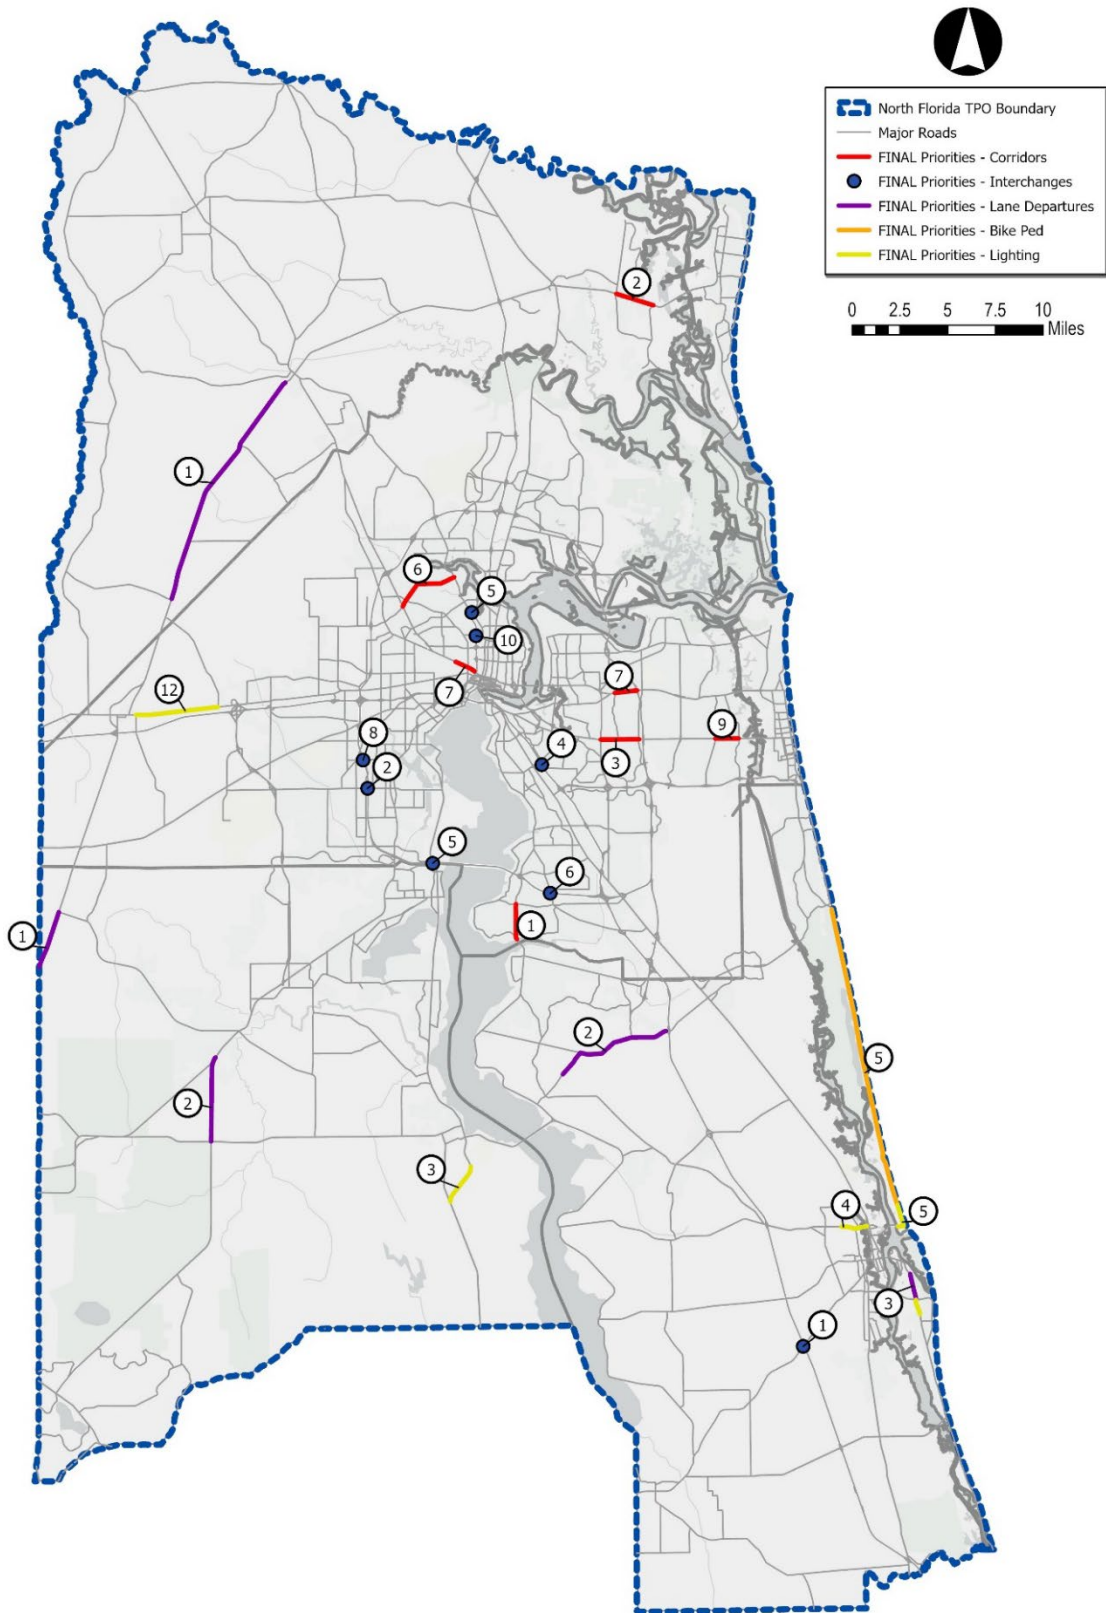 North Florida TPO Boundary
Major Roads
FINAL Priorities - Corridors
FINAL Priorities - Interchanges
FINAL Priorities - Lane Departures
FINAL Priorities - Bike Ped
FINAL Priorities - Lighting
0 2.5 5 7.5 10
Miles
2
1
6
5
10
7
7
12
9
8
4
3
2
5
6
1
1
2
5
2
3
4
5
3
1